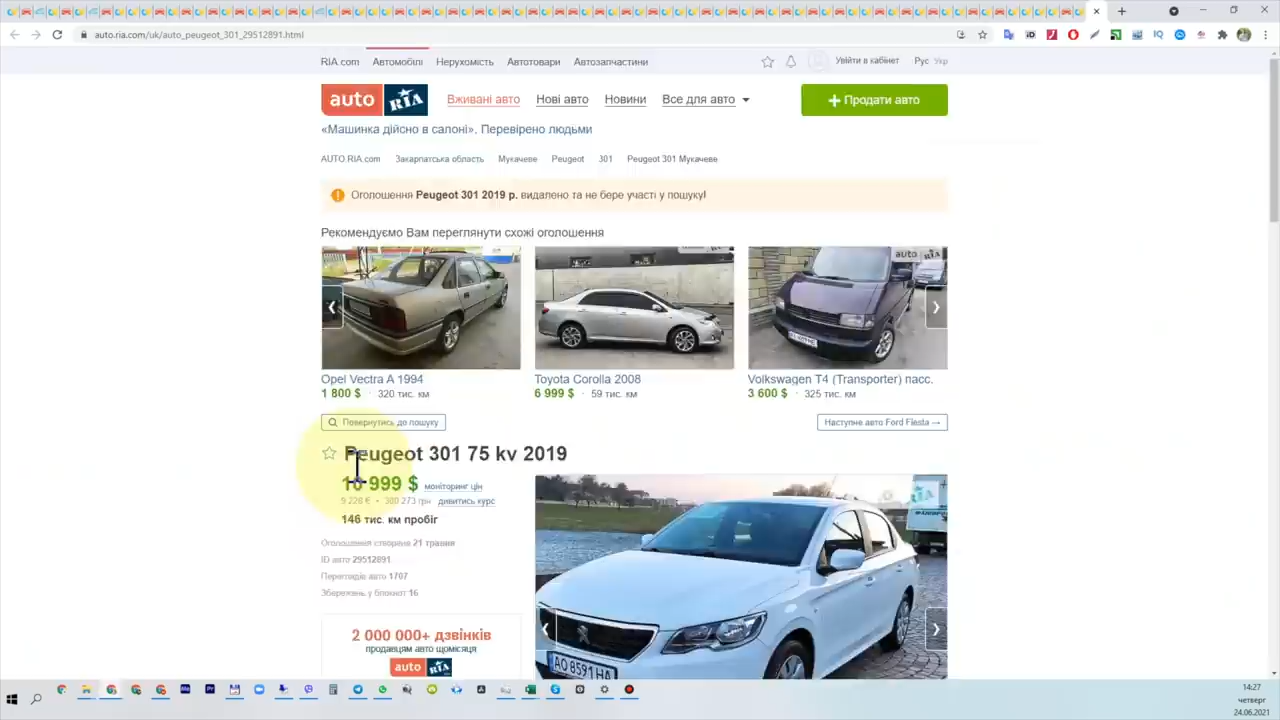 auto.ria.com/uk/auto_peugeot_301_29512891.html
RIA.com Автомобілі Нерухомість Автотовари Автозапчастини Увійти в кабінет Рус Укр
auto RIA Вживані авто Нові авто Новини Все для авто + Продати авто
«Машинка дійсно в салоні», Перевірено людьми
AUTO.RIA.com Закарпатська область Мукачеве Peugeot 301 Peugeot 301 Мукачеве
Оголошення Peugeot 301 2019 р. видалено та не бере участі у пошуку!
Рекомендуємо Вам переглянути схожі оголошення
auto
Opel Vectra A 1994 Toyota Corolla 2008 Volkswagen T4 (Transporter) пасс.
1 800 $ · 320 тис. км 6 999 $ · 59 тис. км 3 600 $ · 325 тис. км
Повернутись до пошуку Наступне авто Ford Fiesta →
Peugeot 301 75 kv 2019
10 999 $ моніторинг цін
дивитись курс
146 тис. км пробіг
Оголошення створене 21 травня
ID авто 29512891
Переглядів авто 1707
Збережень у блокнот 16
2 000 000+ дзвінків
продавцям авто щомісяця
auto RIA
AO 8591
14:27
четверг
24.06.2021